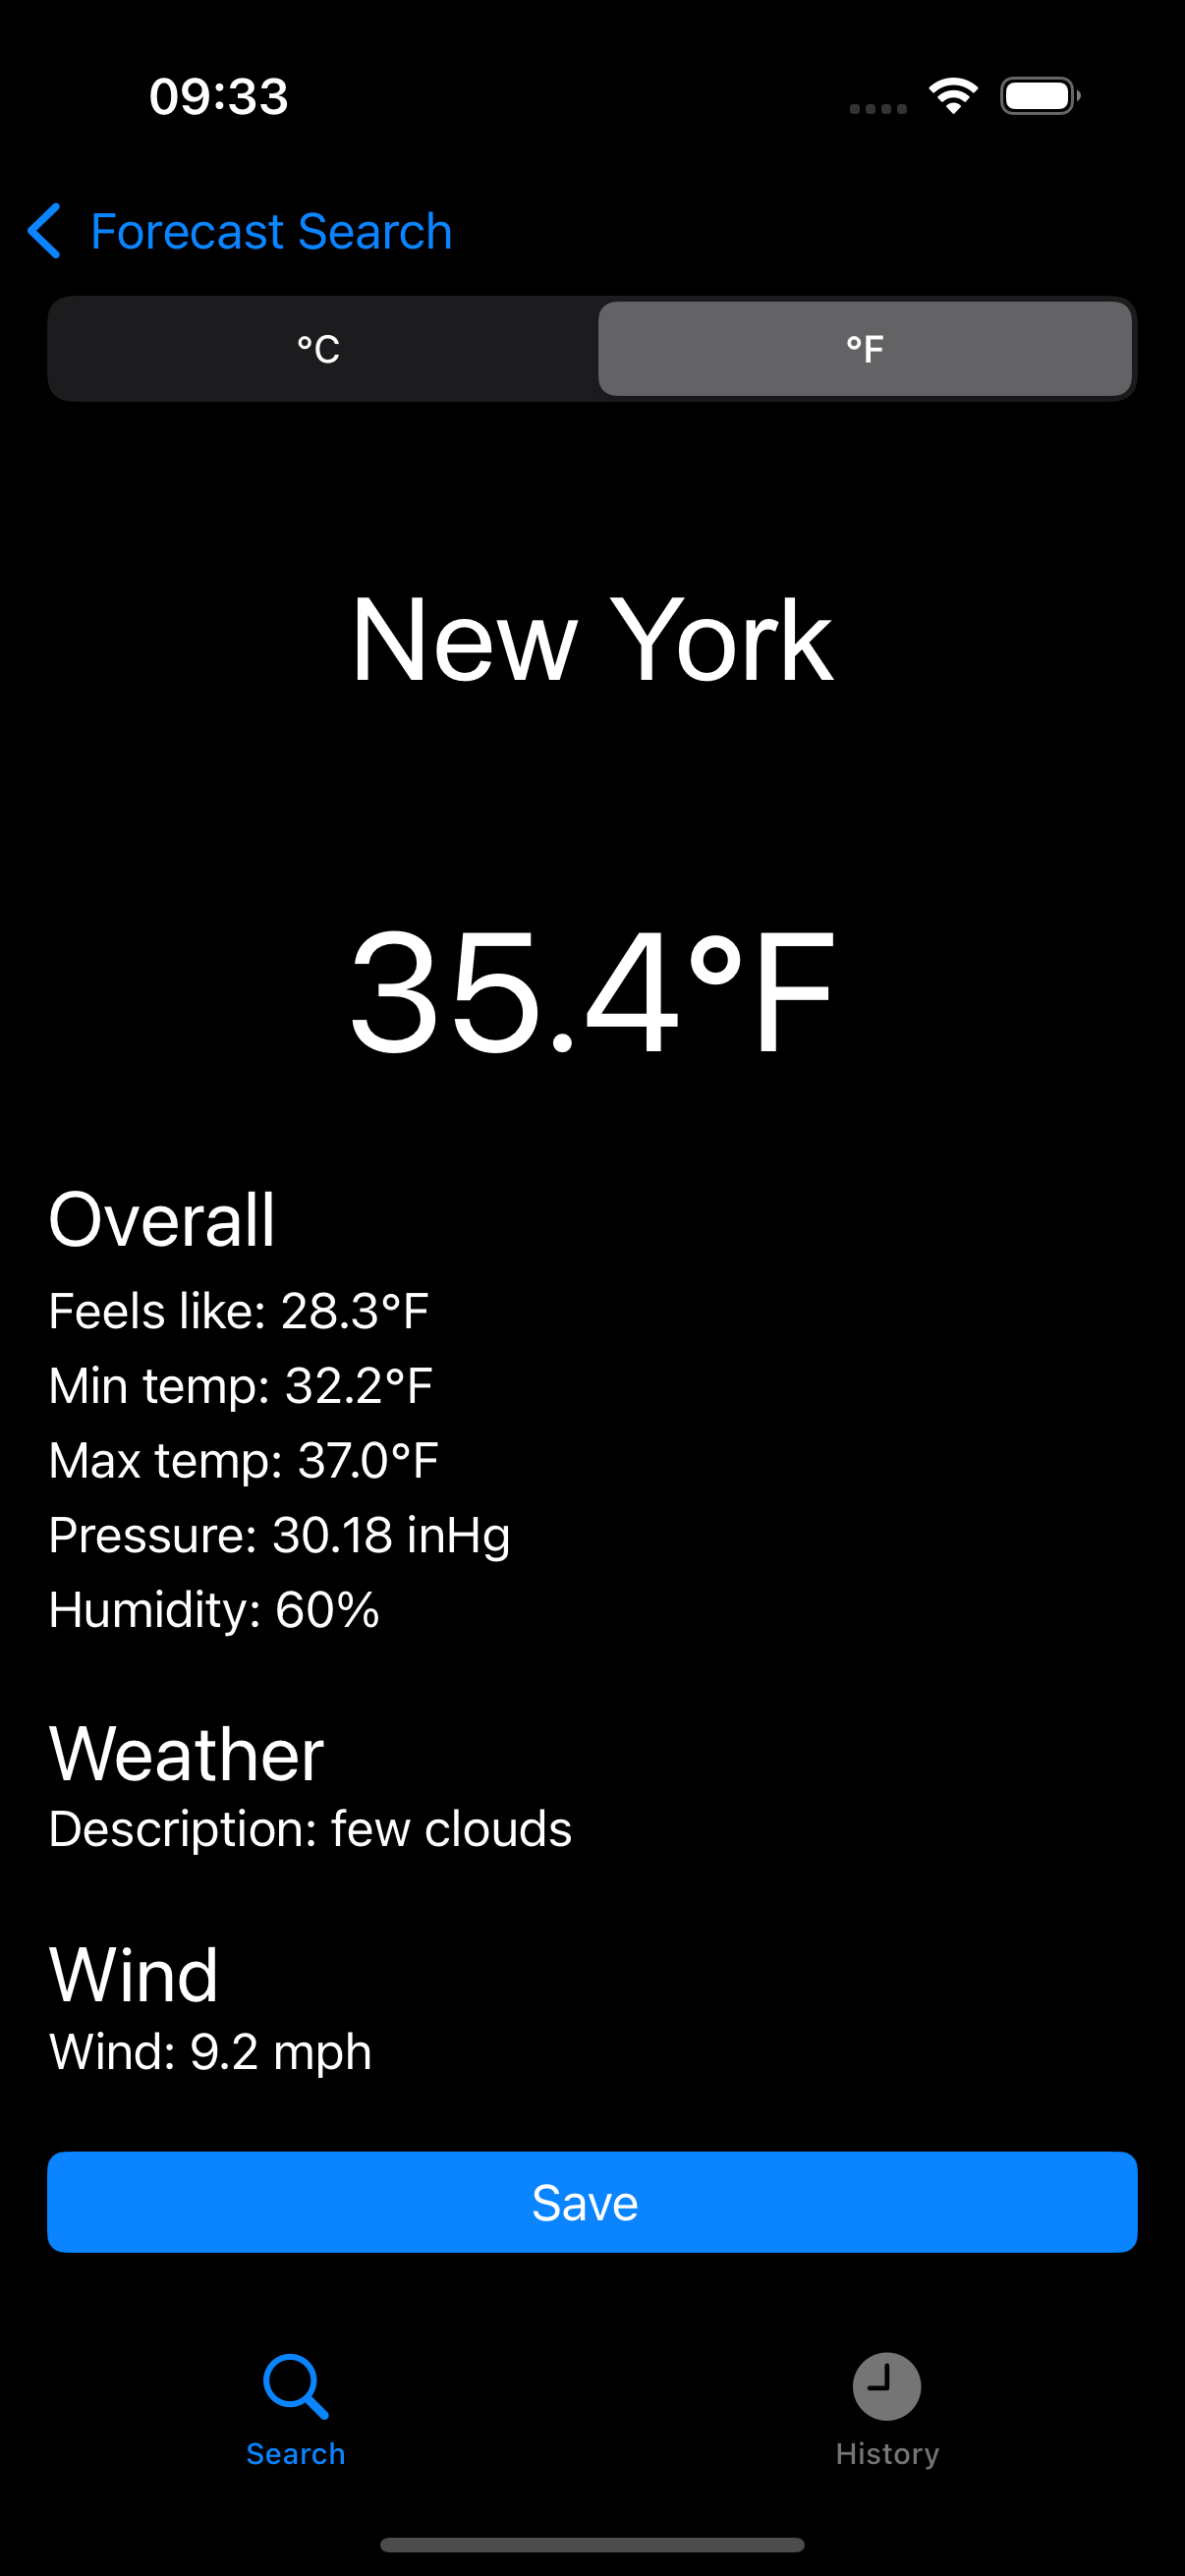 09:33
Forecast Search
°C
°F
New York
35.4°F
Overall
Feels like: 28.3°F
Min temp: 32.2°F
Max temp: 37.0°F
Pressure: 30.18 inHg
Humidity: 60%
Weather
Description: few clouds
Wind
Wind: 9.2 mph
Save
Search
History